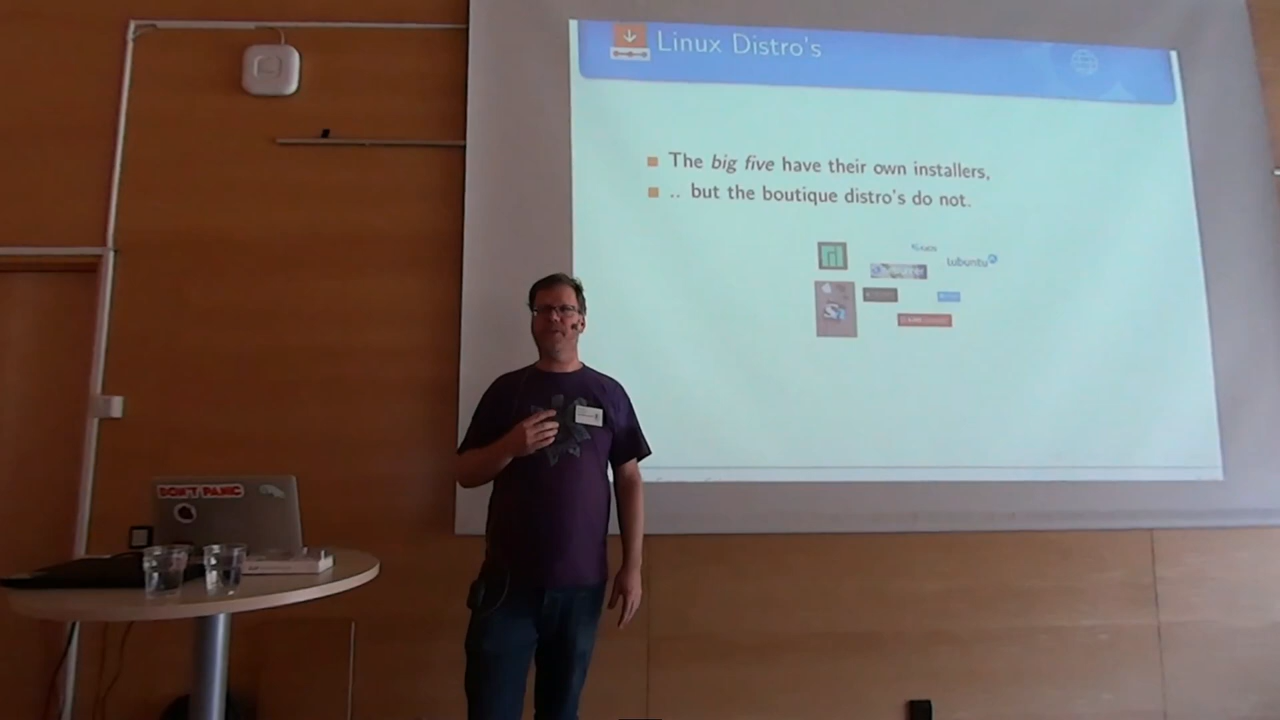 Linux Distro's
The big five have their own installers,
.. but the boutique distro's do not.
Lubuntu
DON'T PANIC